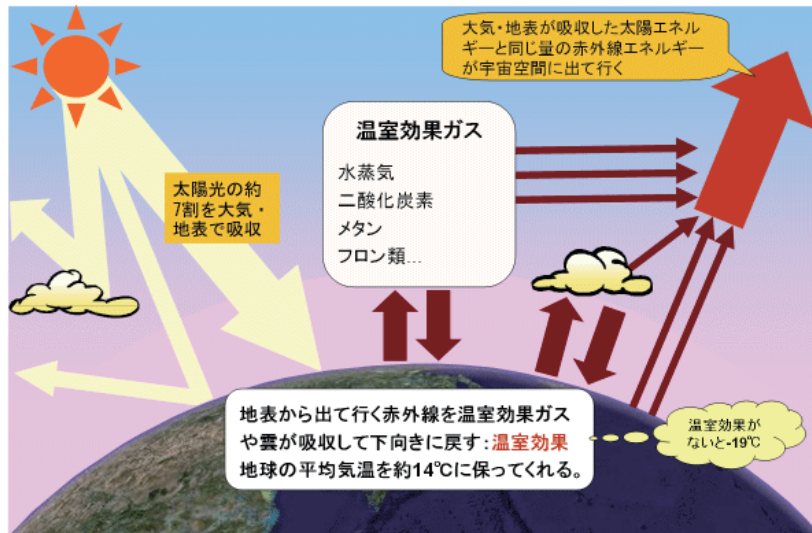 大気・地表が吸収した太陽エネル
ギーと同じ量の赤外線エネルギー
が宇宙空間に出て行く
温室効果ガス
水蒸気
二酸化炭素
メタン
フロン類…
太陽光の約
7割を大気・
地表で吸収
地表から出て行く赤外線を温室効果ガス
や雲が吸収して下向きに戻す:温室効果
地球の平均気温を約14℃に保ってくれる。
温室効果が
ないと-19℃